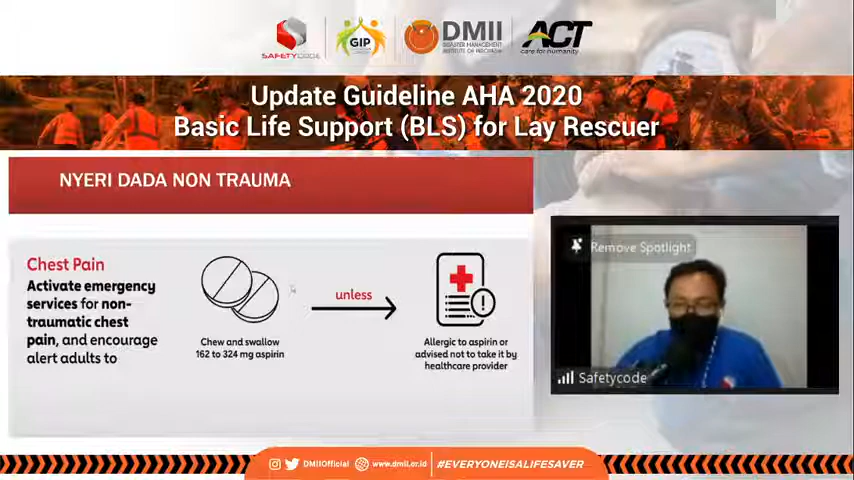 SAFETYCODE
GIP
DMII
DISASTER MANAGEMENT
INSTITUTE OF INDONESIA
ACT
care for humanity
Update Guideline AHA 2020
Basic Life Support (BLS) for Lay Rescuer
NYERI DADA NON TRAUMA
Chest Pain
Activate emergency
services for non-
traumatic chest
pain, and encourage
alert adults to
Chew and swallow
162 to 324 mg aspirin
unless
Allergic to aspirin or
advised not to take it by
healthcare provider
Remove Spotlight
Safetycode
DMIIOfficial
www.dmii.or.id
#EVERYONEISALIFESAVER